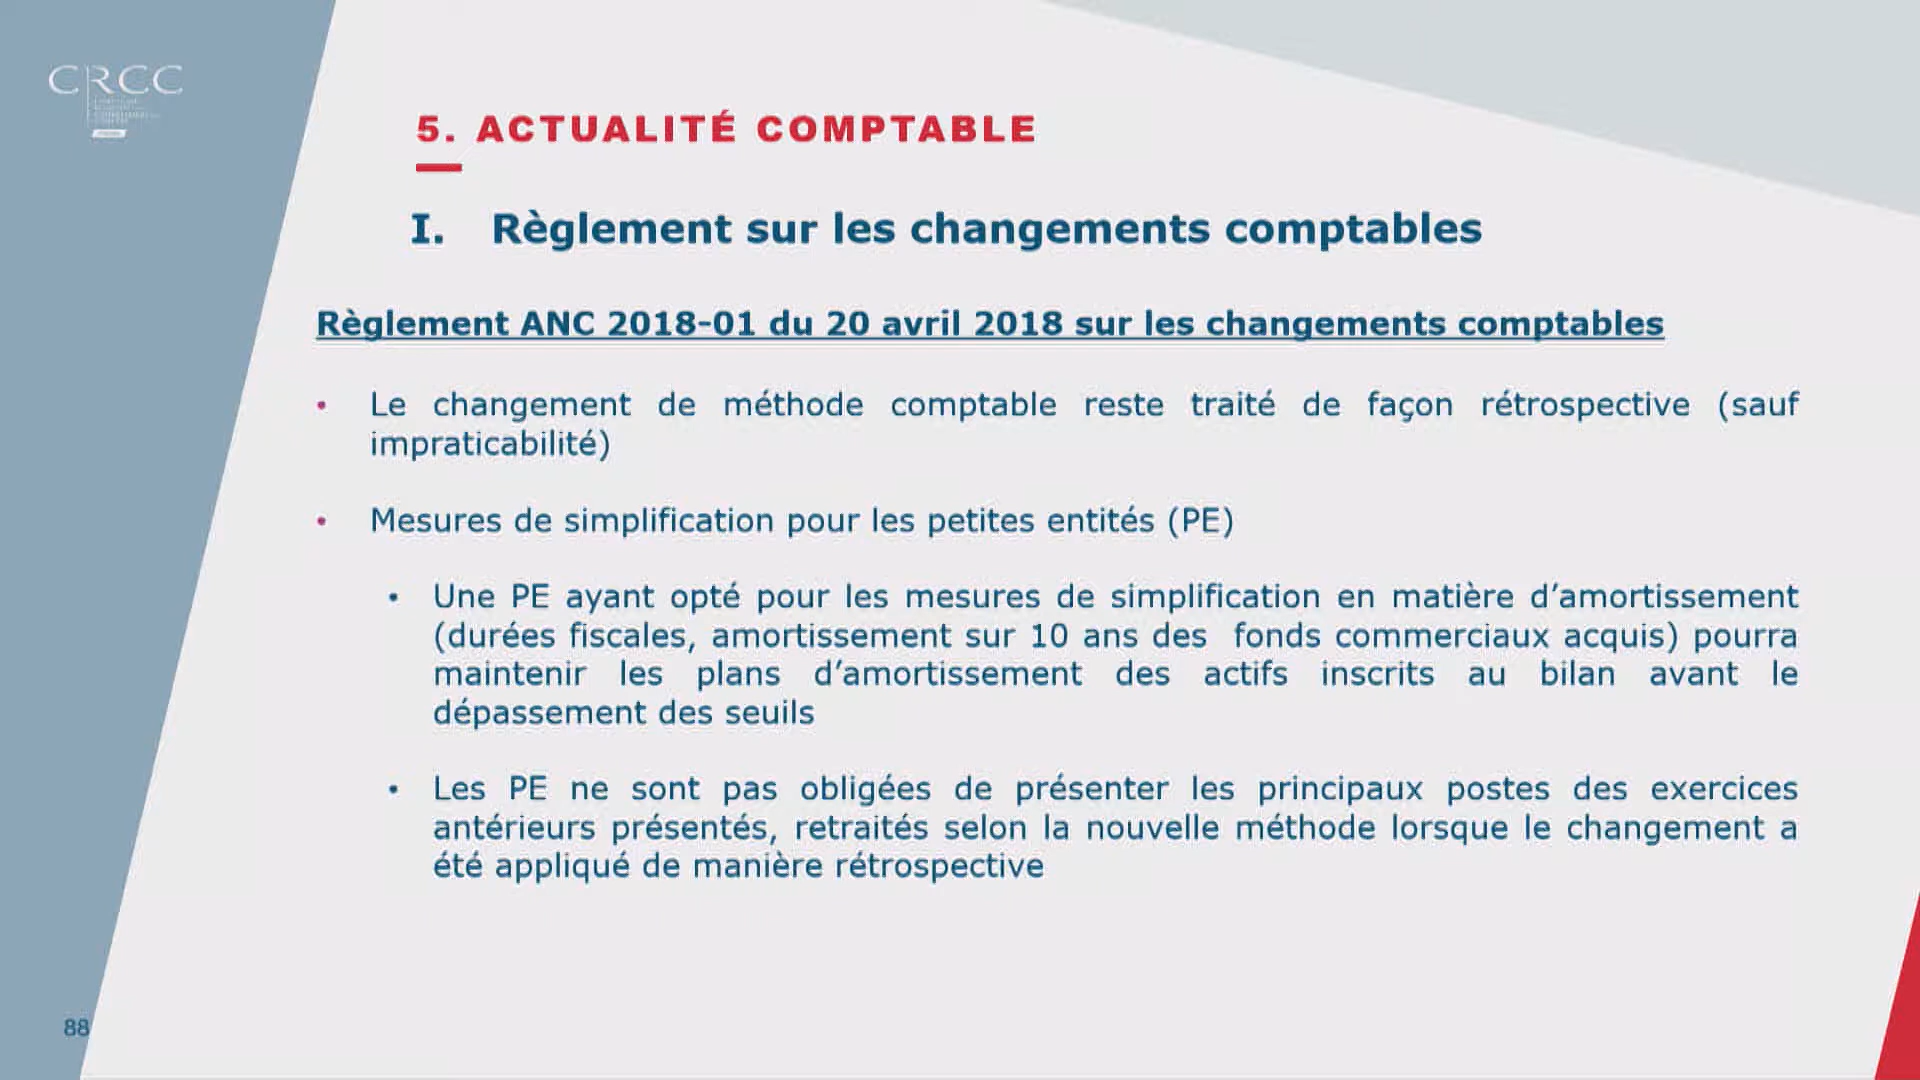 CRCC
5. ACTUALITÉ COMPTABLE
I. Règlement sur les changements comptables
Règlement ANC 2018-01 du 20 avril 2018 sur les changements comptables
• Le changement de méthode comptable reste traité de façon rétrospective (sauf
impraticabilité)
• Mesures de simplification pour les petites entités (PE)
• Une PE ayant opté pour les mesures de simplification en matière d’amortissement
(durées fiscales, amortissement sur 10 ans des fonds commerciaux acquis) pourra
maintenir les plans d’amortissement des actifs inscrits au bilan avant le
dépassement des seuils
• Les PE ne sont pas obligées de présenter les principaux postes des exercices
antérieurs présentés, retraités selon la nouvelle méthode lorsque le changement a
été appliqué de manière rétrospective
88